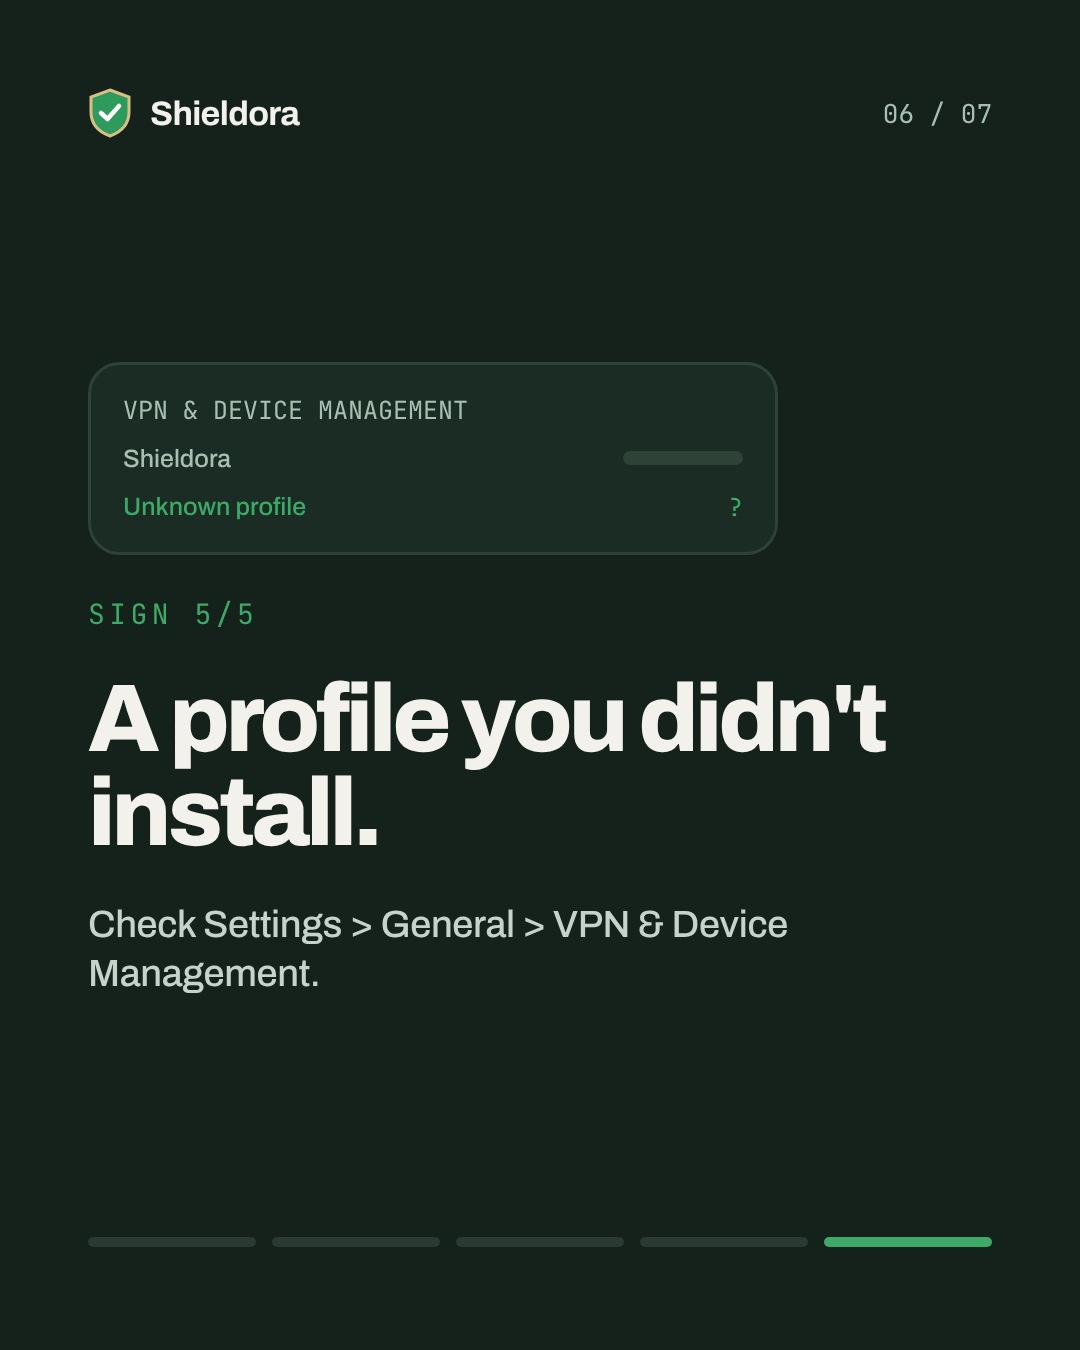 Shieldora
06 / 07
VPN & DEVICE MANAGEMENT
Shieldora
Unknown profile ?
SIGN 5/5
A profile you didn't
install.
Check Settings > General > VPN & Device
Management.